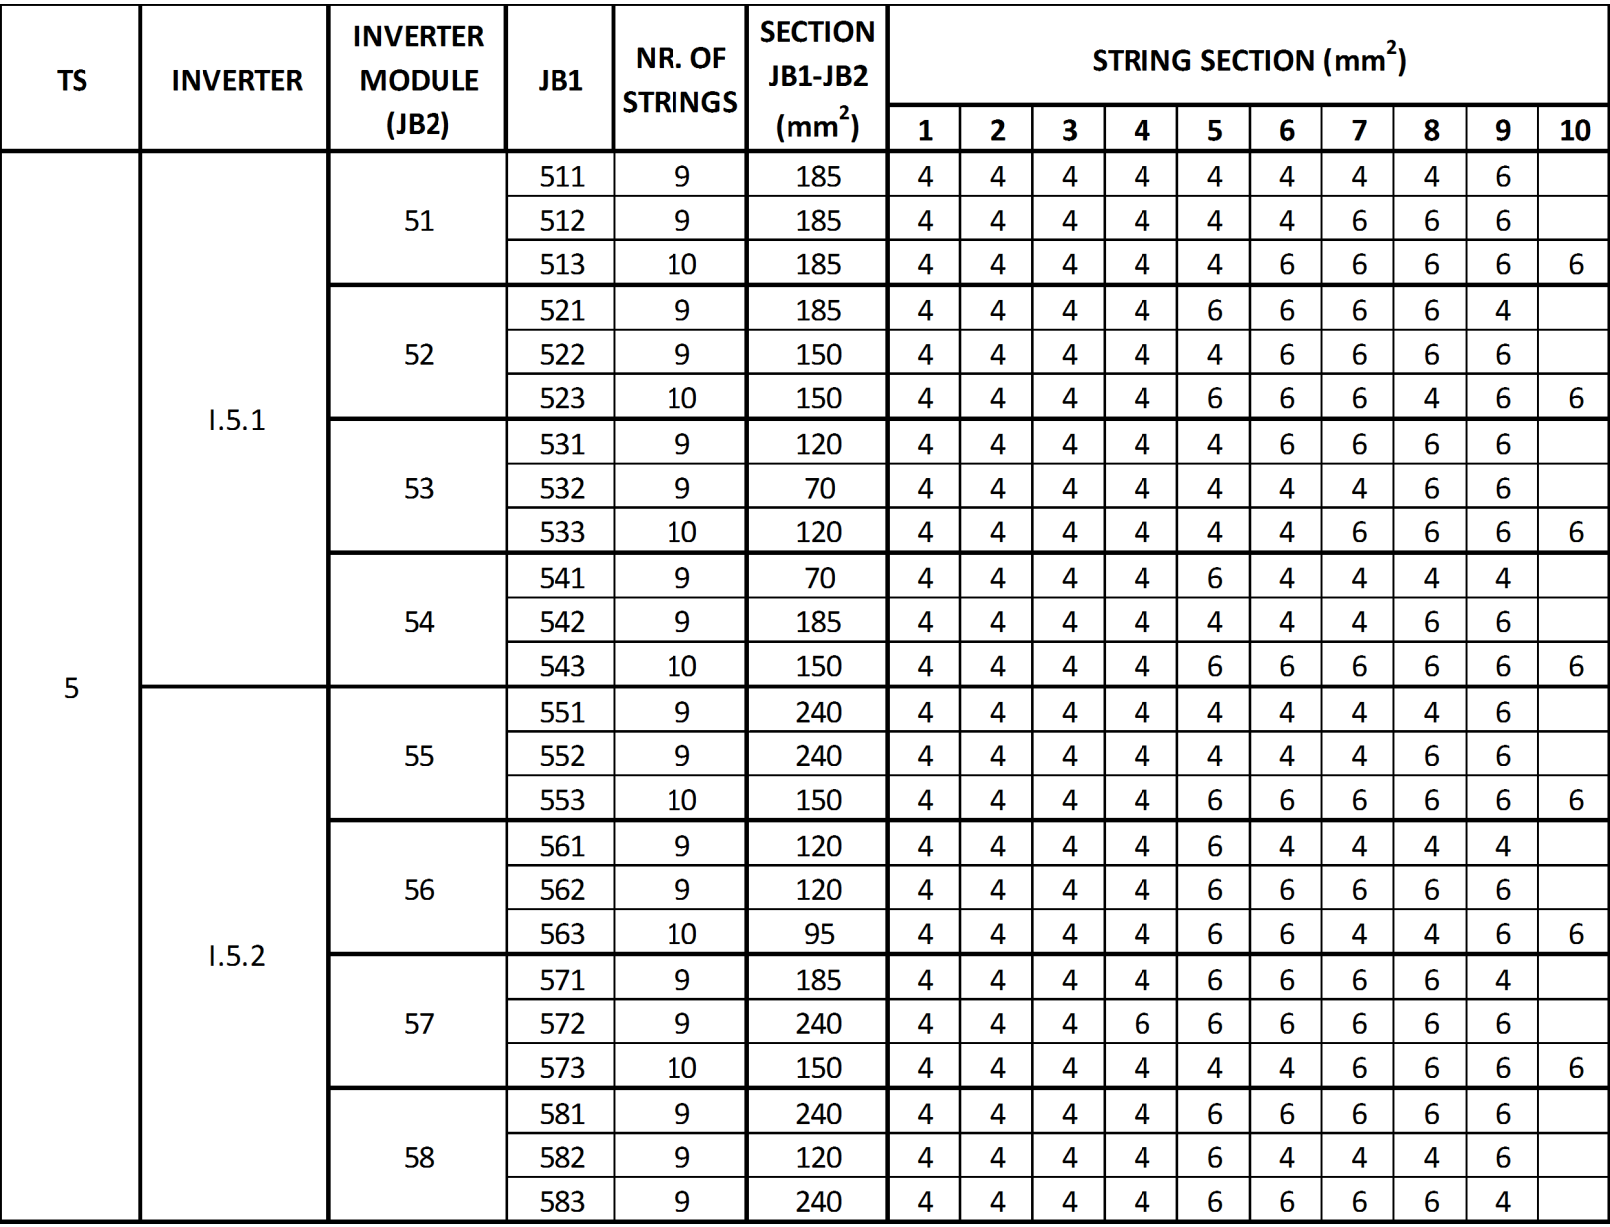 TS INVERTER INVERTER MODULE (JB2) JB1 NR. OF STRINGS SECTION JB1-JB2 (mm²) STRING SECTION (mm²)
1 2 3 4 5 6 7 8 9 10
5 I.5.1 51 511 9 185 4 4 4 4 4 4 4 4 6
512 9 185 4 4 4 4 4 4 6 6 6
513 10 185 4 4 4 4 4 6 6 6 6 6
52 521 9 185 4 4 4 4 6 6 6 6 4
522 9 150 4 4 4 4 4 6 6 6 6
523 10 150 4 4 4 4 6 6 6 4 6 6
53 531 9 120 4 4 4 4 4 6 6 6 6
532 9 70 4 4 4 4 4 4 4 6 6
533 10 120 4 4 4 4 4 4 6 6 6 6
54 541 9 70 4 4 4 4 6 4 4 4 4
542 9 185 4 4 4 4 4 4 4 6 6
543 10 150 4 4 4 4 6 6 6 6 6 6
I.5.2 55 551 9 240 4 4 4 4 4 4 4 4 6
552 9 240 4 4 4 4 4 4 4 6 6
553 10 150 4 4 4 4 6 6 6 6 6 6
56 561 9 120 4 4 4 4 6 4 4 4 4
562 9 120 4 4 4 4 6 6 6 6 6
563 10 95 4 4 4 4 6 6 4 4 6 6
57 571 9 185 4 4 4 4 6 6 6 6 4
572 9 240 4 4 4 6 6 6 6 6 6
573 10 150 4 4 4 4 4 4 6 6 6 6
58 581 9 240 4 4 4 4 6 6 6 6 6
582 9 120 4 4 4 4 6 4 4 4 6
583 9 240 4 4 4 4 6 6 6 6 4